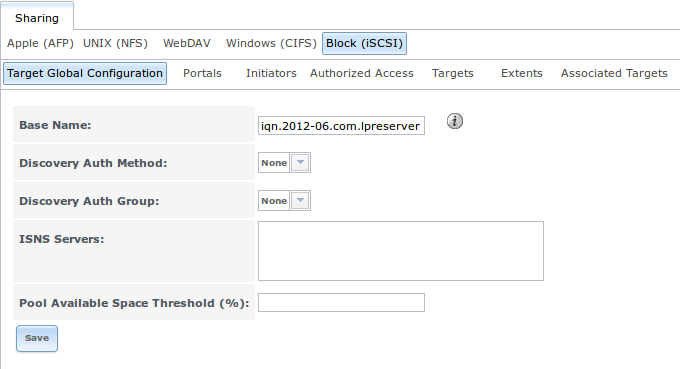 Sharing
Apple (AFP) UNIX (NFS) WebDAV Windows (CIFS) Block (iSCSI)
Target Global Configuration Portals Initiators Authorized Access Targets Extents Associated Targets
Base Name: iqn.2012-06.com.lpreserver i
Discovery Auth Method: None
Discovery Auth Group: None
ISNS Servers:
Pool Available Space Threshold (%):
Save